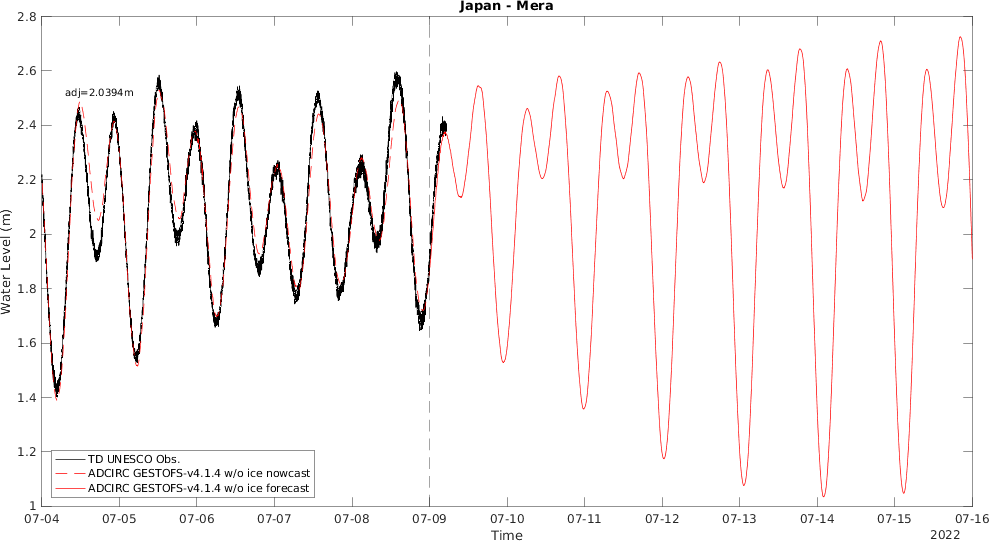 Japan - Mera
2.8
2.6
2.4
2.2
2
1.8
1.6
1.4
1.2
1
Water Level (m)
adj=2.0394m
TD UNESCO Obs.
ADCIRC GESTOFS-v4.1.4 w/o ice nowcast
ADCIRC GESTOFS-v4.1.4 w/o ice forecast
07-04 07-05 07-06 07-07 07-08 07-09 07-10 07-11 07-12 07-13 07-14 07-15 07-16
Time
2022